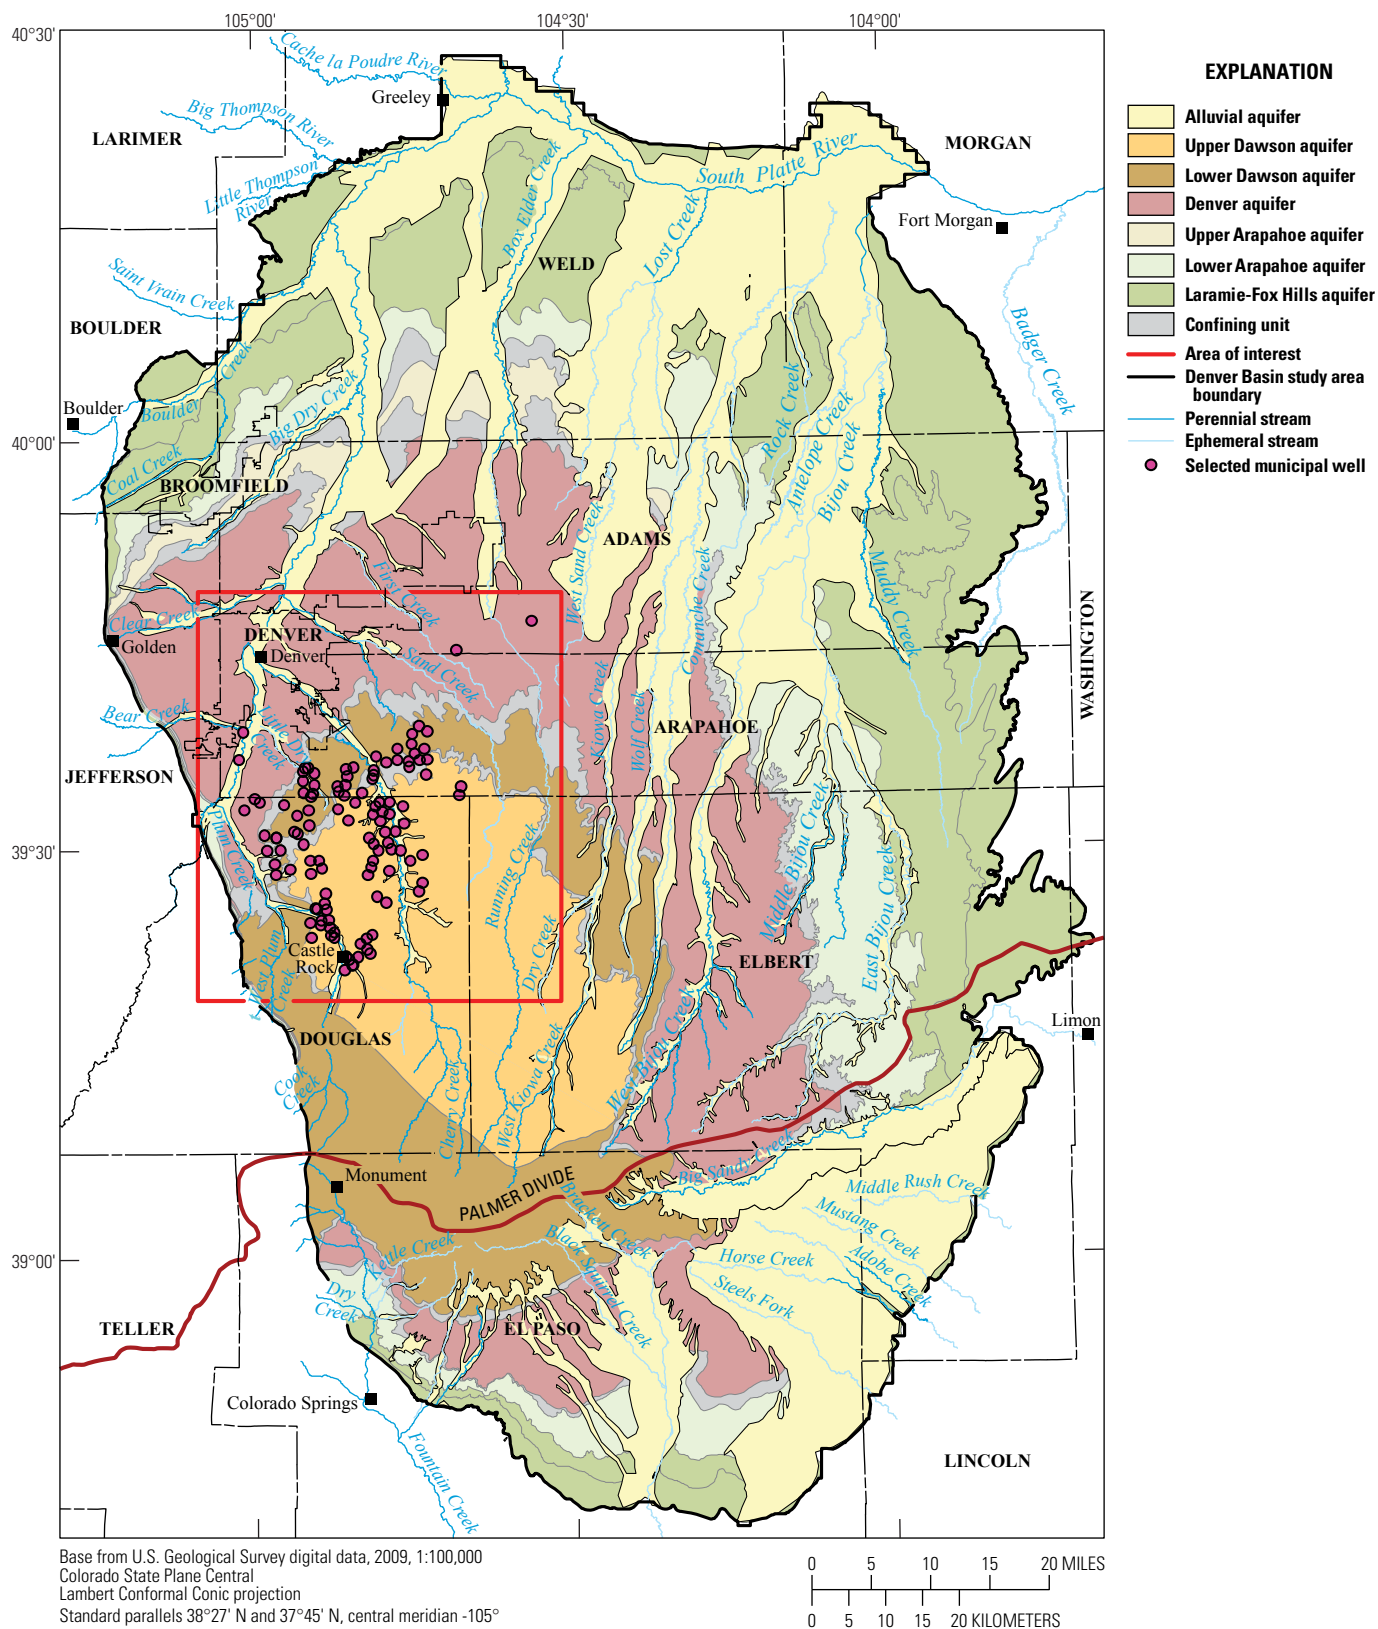 105°00'
104°30'
104°00'
40°30'
40°00'
39°30'
39°00'
Cache la Poudre River
Greeley
Big Thompson River
LARIMER
Little Thompson
River
Box Elder Creek
South Platte River
MORGAN
Fort Morgan
Lost Creek
WELD
Saint Vrain Creek
BOULDER
Badger Creek
Boulder
Boulder Creek
Big Dry Creek
Coal Creek
BROOMFIELD
Rock Creek
Antelope Creek
Bijou Creek
West Sand Creek
ADAMS
Comanche Creek
Muddy Creek
First Creek
Clear Creek
Golden
DENVER
Denver
Sand Creek
WASHINGTON
Bear Creek
Little Dry
Creek
Kiowa Creek
Wolf Creek
ARAPAHOE
JEFFERSON
Plum Creek
Running Creek
Middle Bijou Creek
East Bijou Creek
Dry Creek
Castle
Rock
West Plum
Creek
ELBERT
Limon
DOUGLAS
Cook
Creek
Cherry Creek
West Kiowa Creek
West Bijou Creek
Monument
PALMER DIVIDE
Big Sandy Creek
Middle Rush Creek
Mustang Creek
Brackett Creek
Kettle Creek
Black Squirrel Creek
Horse Creek
Adobe Creek
Steels Fork
Dry
Creek
TELLER
EL PASO
Colorado Springs
Fountain Creek
LINCOLN
EXPLANATION
Alluvial aquifer
Upper Dawson aquifer
Lower Dawson aquifer
Denver aquifer
Upper Arapahoe aquifer
Lower Arapahoe aquifer
Laramie-Fox Hills aquifer
Confining unit
Area of interest
Denver Basin study area
boundary
Perennial stream
Ephemeral stream
Selected municipal well
Base from U.S. Geological Survey digital data, 2009, 1:100,000
Colorado State Plane Central
Lambert Conformal Conic projection
Standard parallels 38°27' N and 37°45' N, central meridian -105°
0 5 10 15 20 MILES
0 5 10 15 20 KILOMETERS